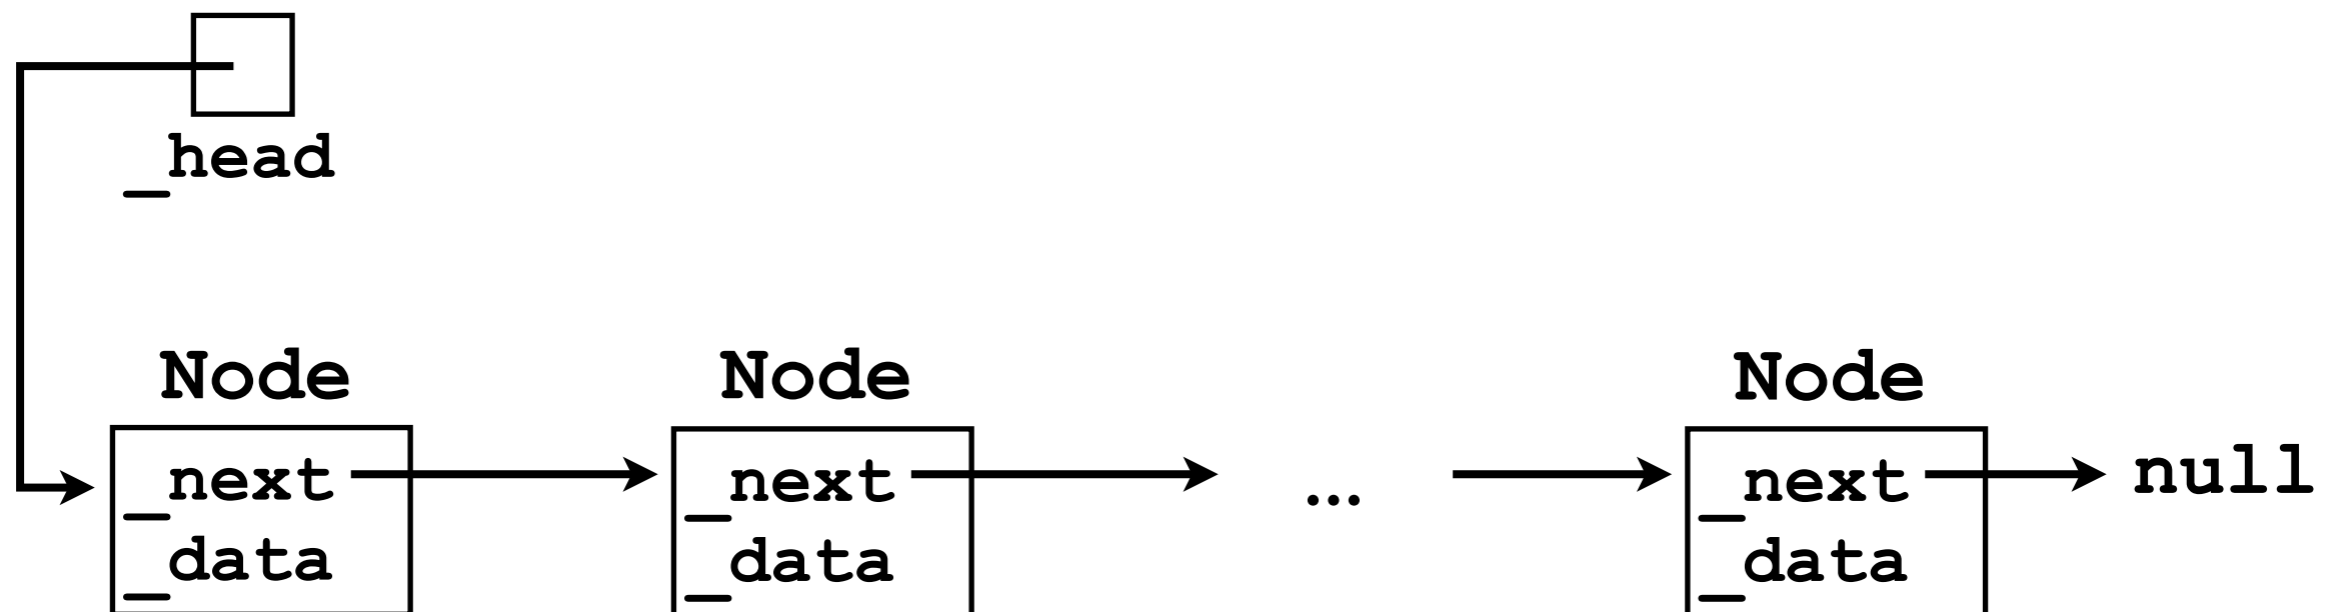 _head
Node
Node
Node
_next
_next
...
_next
null
_data
_data
_data